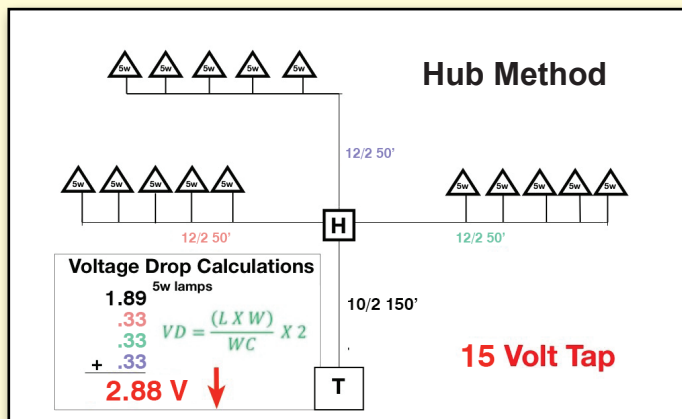 Hub Method
5w 5w 5w 5w 5w
12/2 50'
5w 5w 5w 5w 5w
5w 5w 5w 5w 5w
H
12/2 50'
12/2 50'
Voltage Drop Calculations
5w lamps
1.89
.33
.33
+ .33
2.88 V
VD = (L X W) / WC X 2
10/2 150'
15 Volt Tap
T